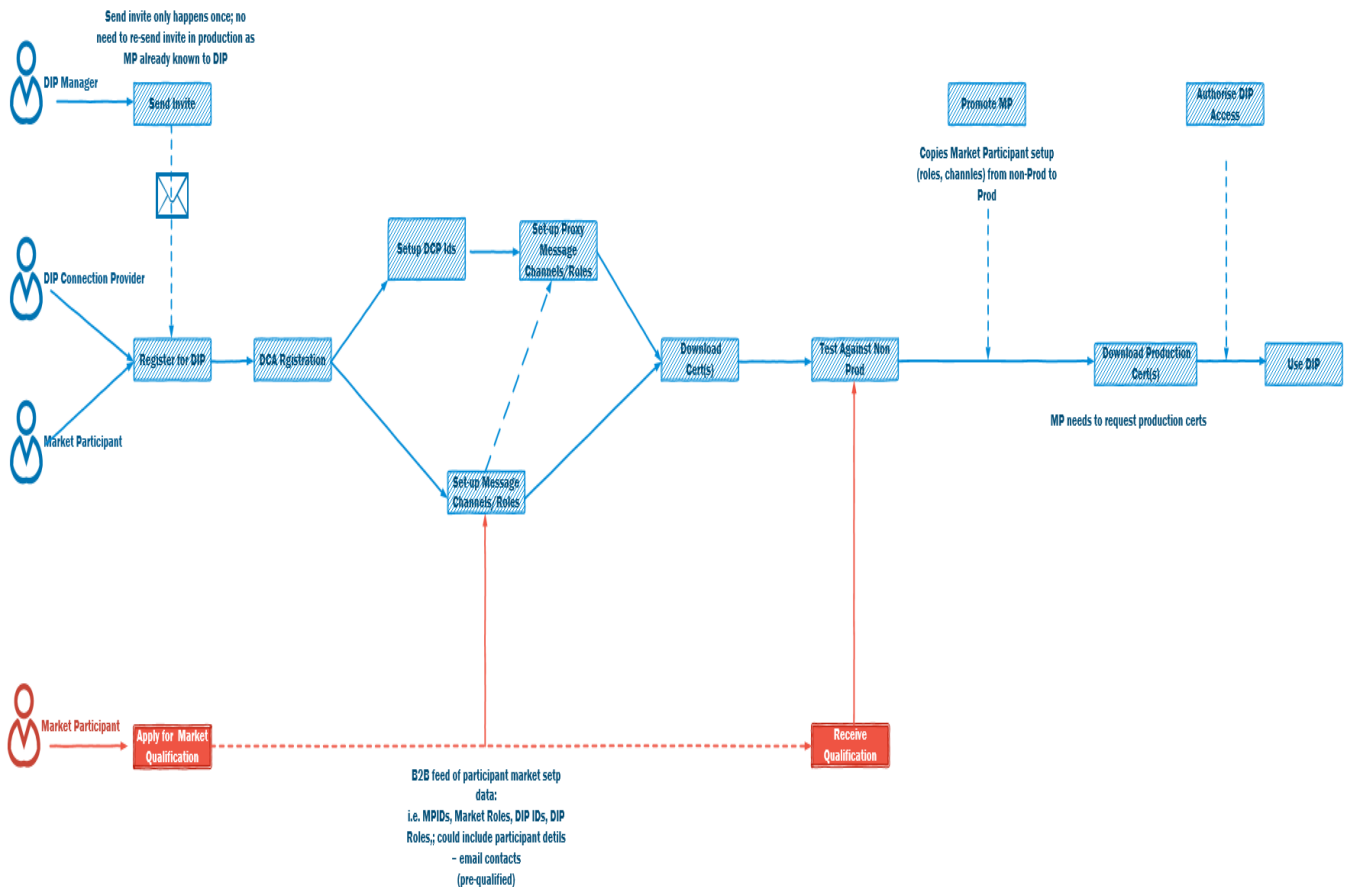 Send invite only happens once; no
need to re-send invite in production as
MP already known to DIP
DIP Manager
Send Invite
Promote MP
Authorise DIP
Access
Copies Market Participant setup
(roles, channles) from non-Prod to
Prod
Setup DCP Ids
Set-up Proxy
Message
Channels/Roles
DIP Connection Provider
Register for DIP
DCA Rgistration
Download
Cert(s)
Test Against Non
Prod
Download Production
Cert(s)
Use DIP
MP needs to request production certs
Market Participant
Set-up Message
Channels/Roles
Market Participant
Apply for Market
Qualification
Receive
Qualification
B2B feed of participant market setp
data:
i.e. MPIDs, Market Roles, DIP IDs, DIP
Roles,; could include participant detils
– email contacts
(pre-qualified)